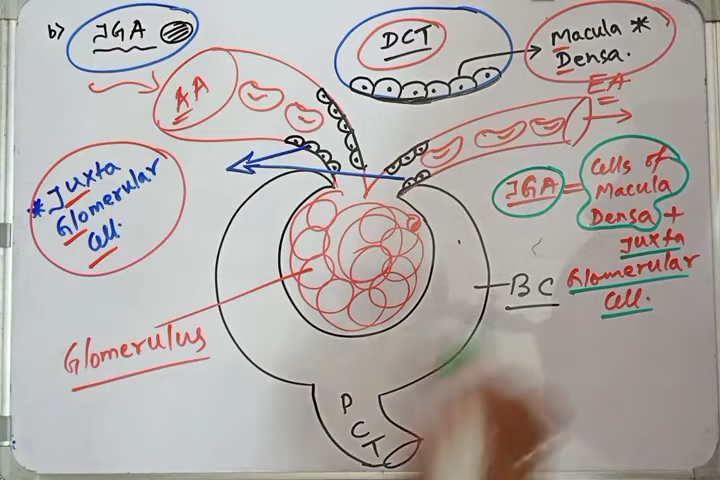 b) JGA
DCT
Macula *
Densa.
AA
EA
* Juxta
Glomerular
Cell.
JGA = Cells of
Macula
Densa +
Juxta
Glomerular
Cell.
BC
Glomerulus
PCT